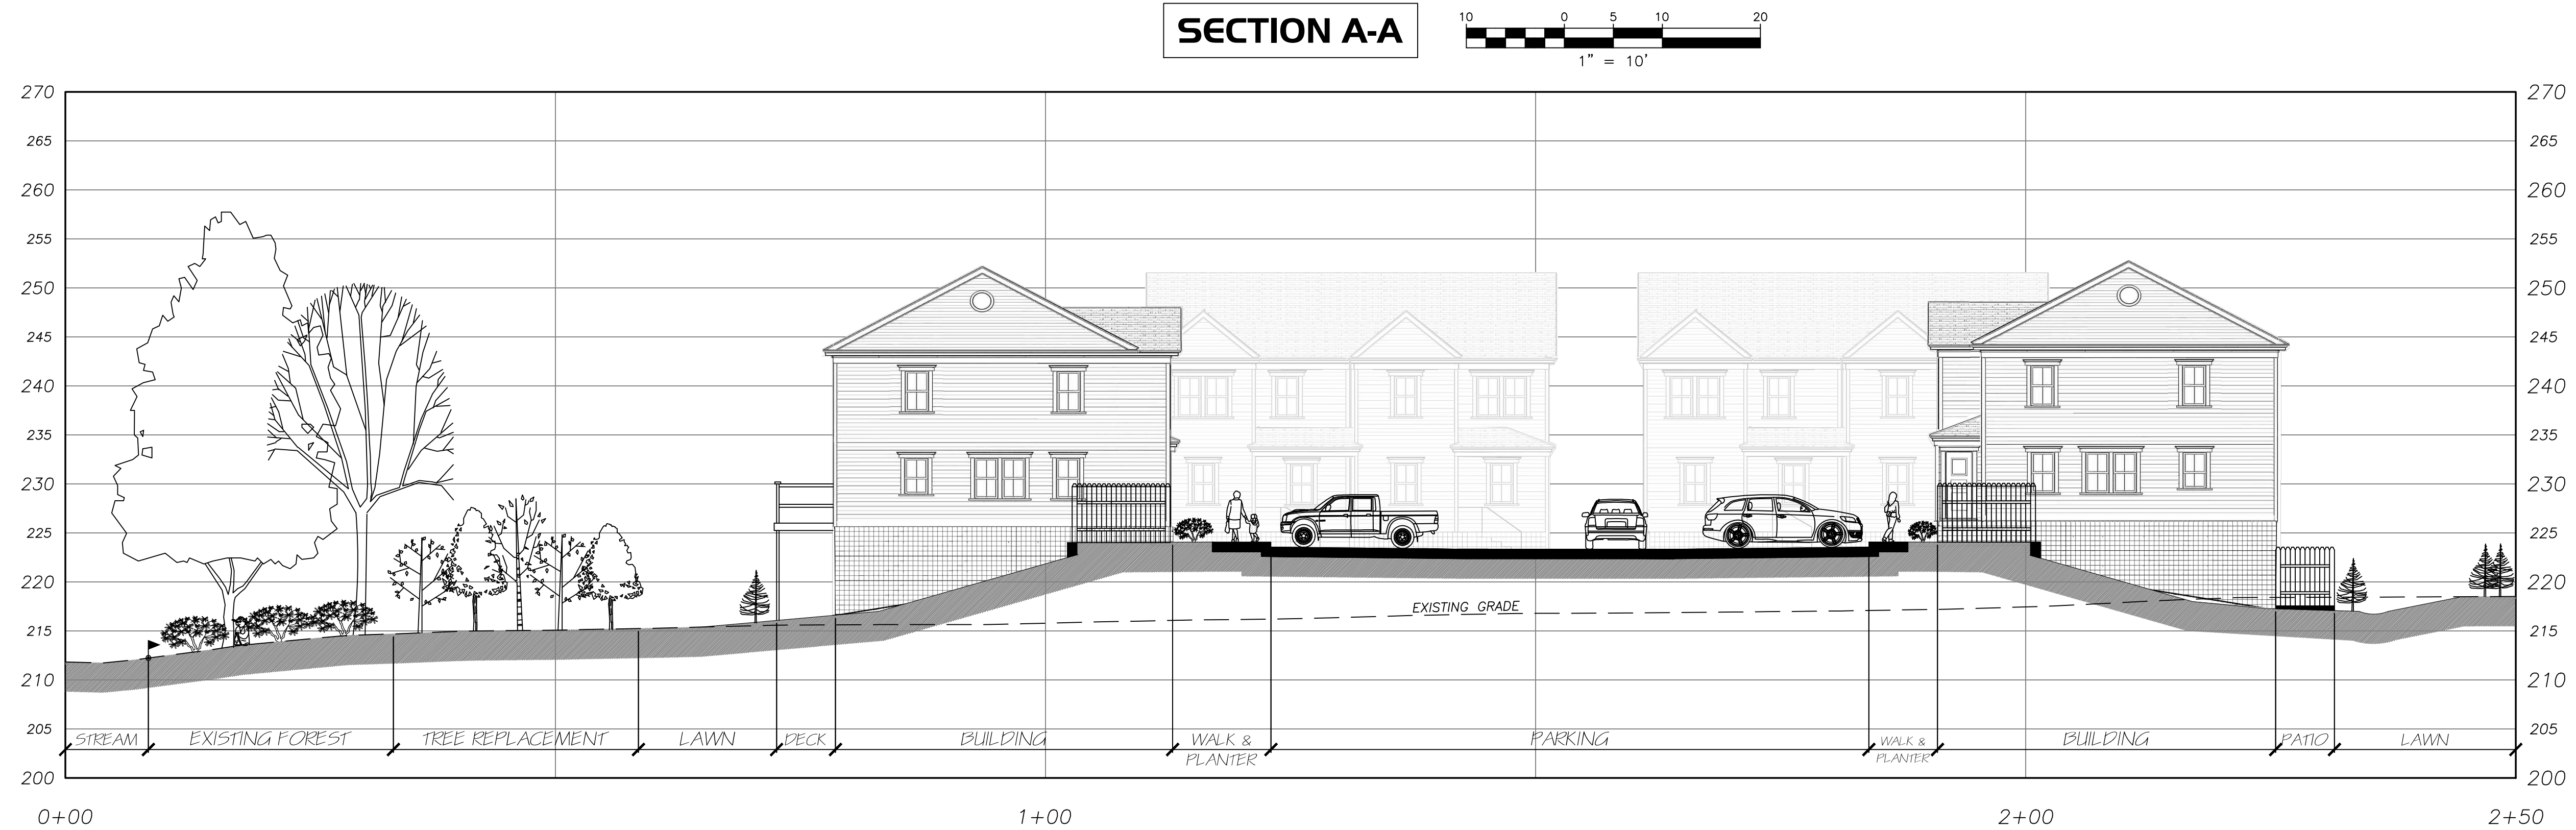 SECTION A-A
10 0 5 10 20
1" = 10'
270 270
265 265
260 260
255 255
250 250
245 245
240 240
235 235
230 230
225 225
220 220
EXISTING GRADE
215 215
210 210
205 205
STREAM EXISTING FOREST TREE REPLACEMENT LAWN DECK BUILDING WALK & PARKING WALK & BUILDING PATIO LAWN
PLANTER PLANTER
200 200
0+00 1+00 2+00 2+50